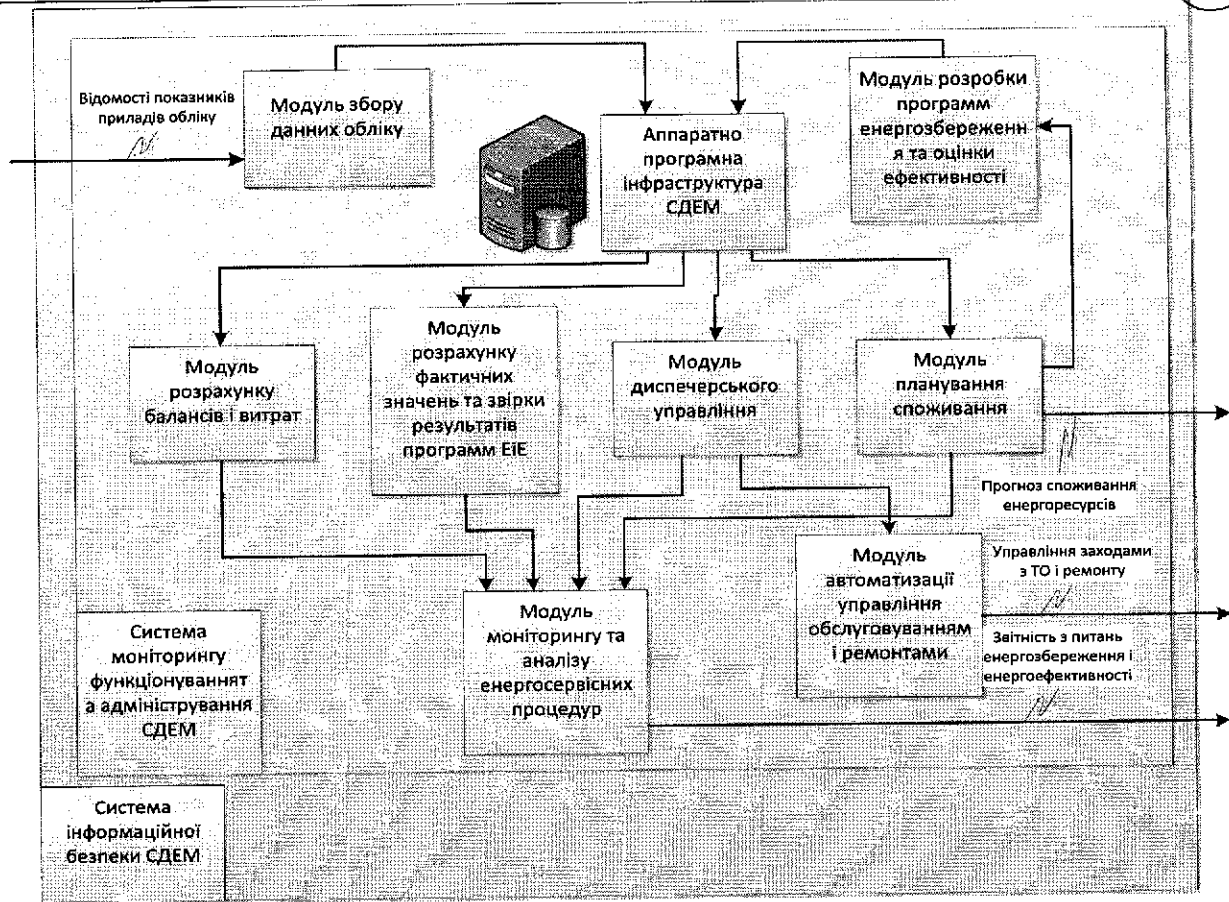 Відомості показників
приладів обліку
Модуль збору
данних обліку
Аппаратно
програмна
інфраструктура
СДЕМ
Модуль розробки
программ
енергозбереженн
я та оцінки
ефективності
Модуль
розрахунку
балансів і витрат
Модуль
розрахунку
фактичних
значень та звірки
результатів
программ ЕіЕ
Модуль
диспечерського
управління
Модуль
планування
споживання
Прогноз споживання
енергоресурсів
Модуль
автоматизації
управління
обслуговуванням
і ремонтами
Управління заходами
з ТО і ремонту
Звітність з питань
енергозбереження і
енергоефективності
Модуль
моніторингу та
аналізу
енергосервісних
процедур
Система
моніторингу
функціонуваннят
а адміністрування
СДЕМ
Система
інформаційної
безпеки СДЕМ